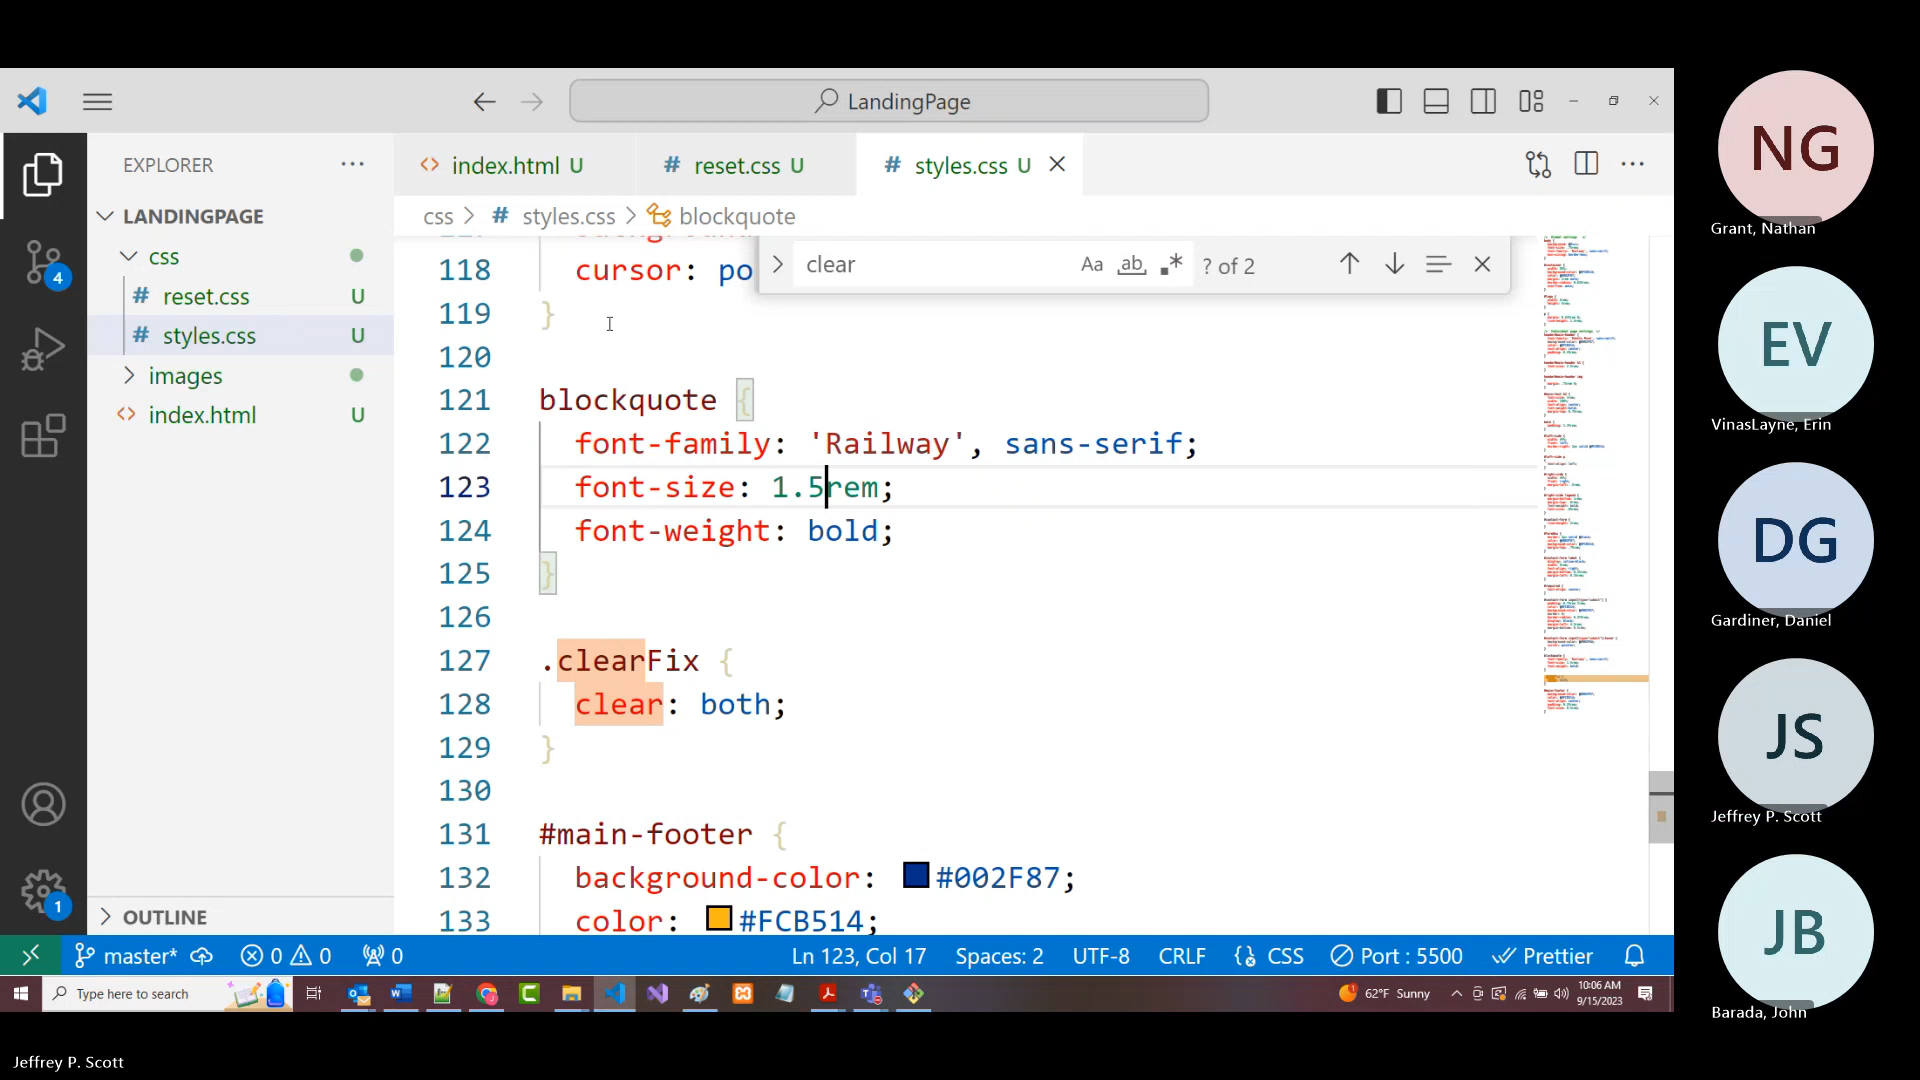 LandingPage
EXPLORER
LANDINGPAGE
css
# reset.css U
# styles.css U
images
<> index.html U
OUTLINE
4
1
<> index.html U
# reset.css U
# styles.css U
css > # styles.css > blockquote
clear
Aa ab
? of 2
118 cursor: po
119 }
120
121 blockquote {
122 font-family: 'Railway', sans-serif;
123 font-size: 1.5rem;
124 font-weight: bold;
125 }
126
127 .clearFix {
128 clear: both;
129 }
130
131 #main-footer {
132 background-color: #002F87;
133 color: #FCB514;
master* 0 0 0
Ln 123, Col 17 Spaces: 2 UTF-8 CRLF CSS Port : 5500 Prettier
Type here to search
62°F Sunny
10:06 AM
9/15/2023
NG
Grant, Nathan
EV
VinasLayne, Erin
DG
Gardiner, Daniel
JS
Jeffrey P. Scott
JB
Barada, John
Jeffrey P. Scott